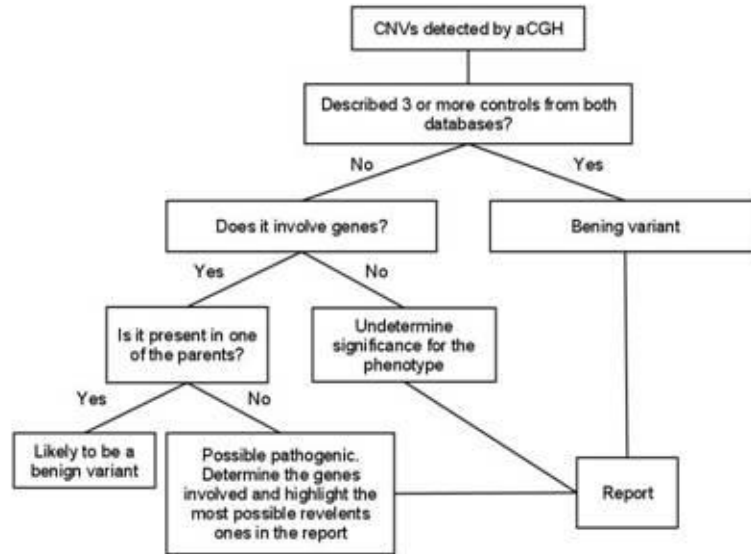 CNVs detected by aCGH
Described 3 or more controls from both
databases?
No
Yes
Does it involve genes?
Bening variant
Yes
No
Is it present in one
of the parents?
Undetermine
significance for the
phenotype
Yes
No
Likely to be a
benign variant
Possible pathogenic.
Determine the genes
involved and highlight the
most possible revelents
ones in the report
Report